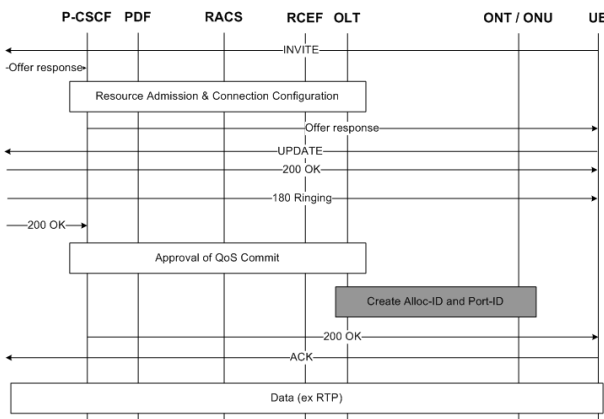 P-CSCF PDF RACS RCEF OLT ONT / ONU UE
INVITE
Offer response
Resource Admission & Connection Configuration
Offer response
UPDATE
200 OK
180 Ringing
200 OK
Approval of QoS Commit
Create Alloc-ID and Port-ID
200 OK
ACK
Data (ex RTP)